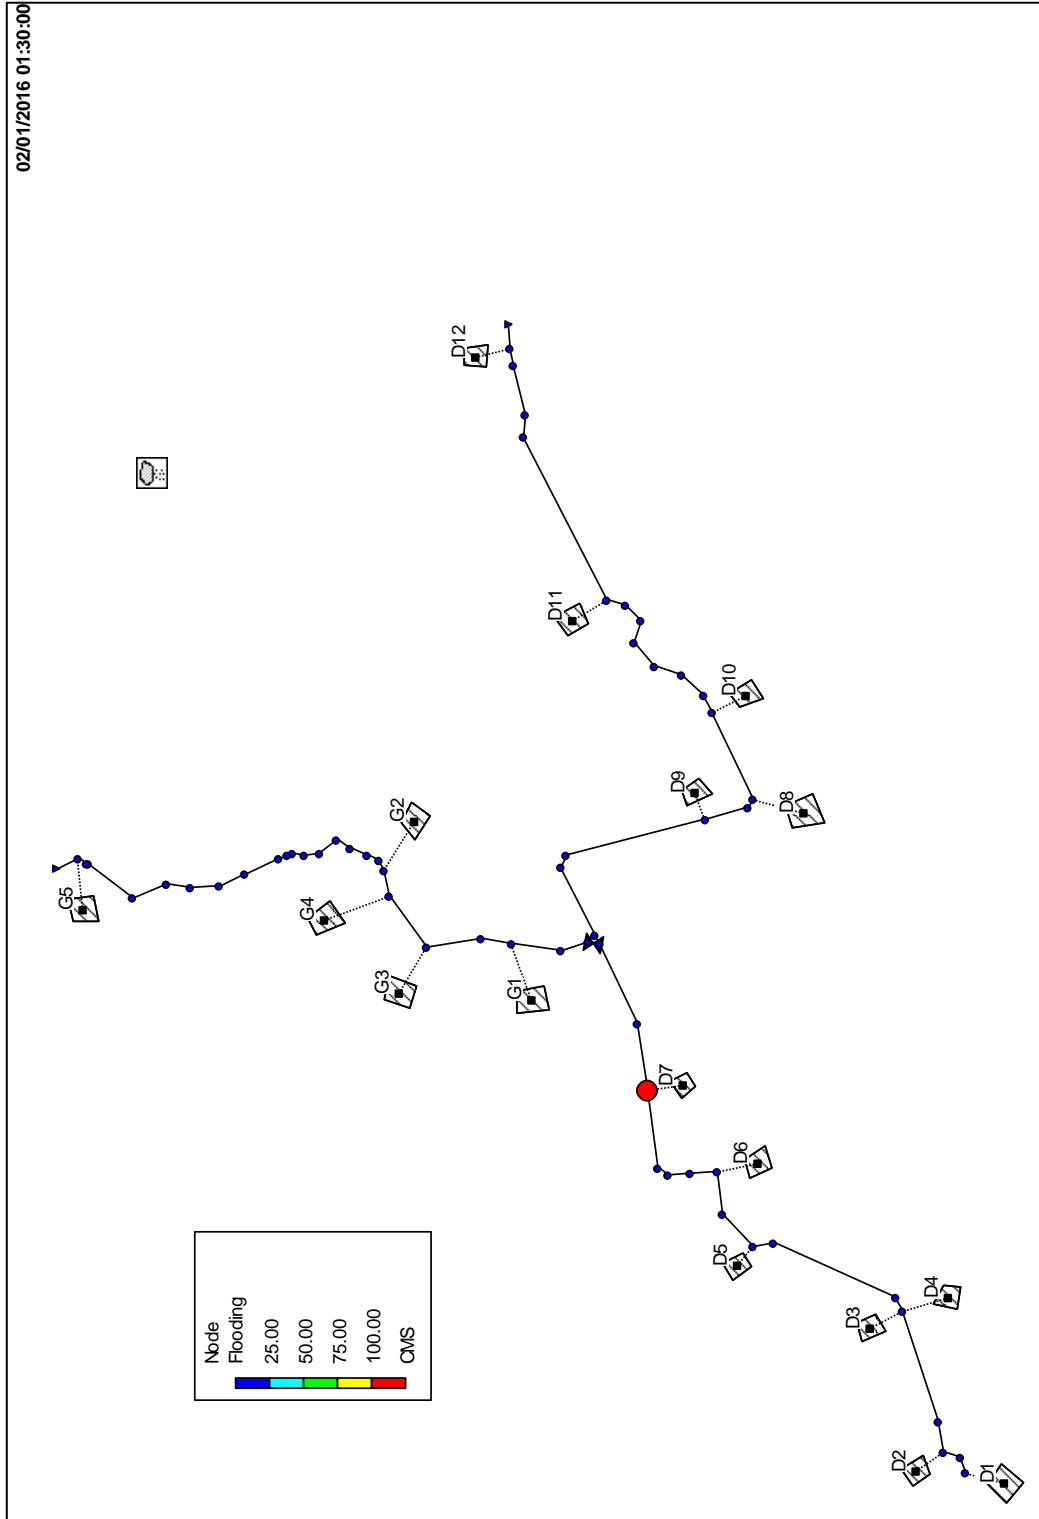 02/01/2016 01:30:00
D12
D11
D10
D9
D8
G2
G5
G4
G3
G1
D7
D6
D5
D4
D3
D2
D1
Node
Flooding
25.00
50.00
75.00
100.00
CMS